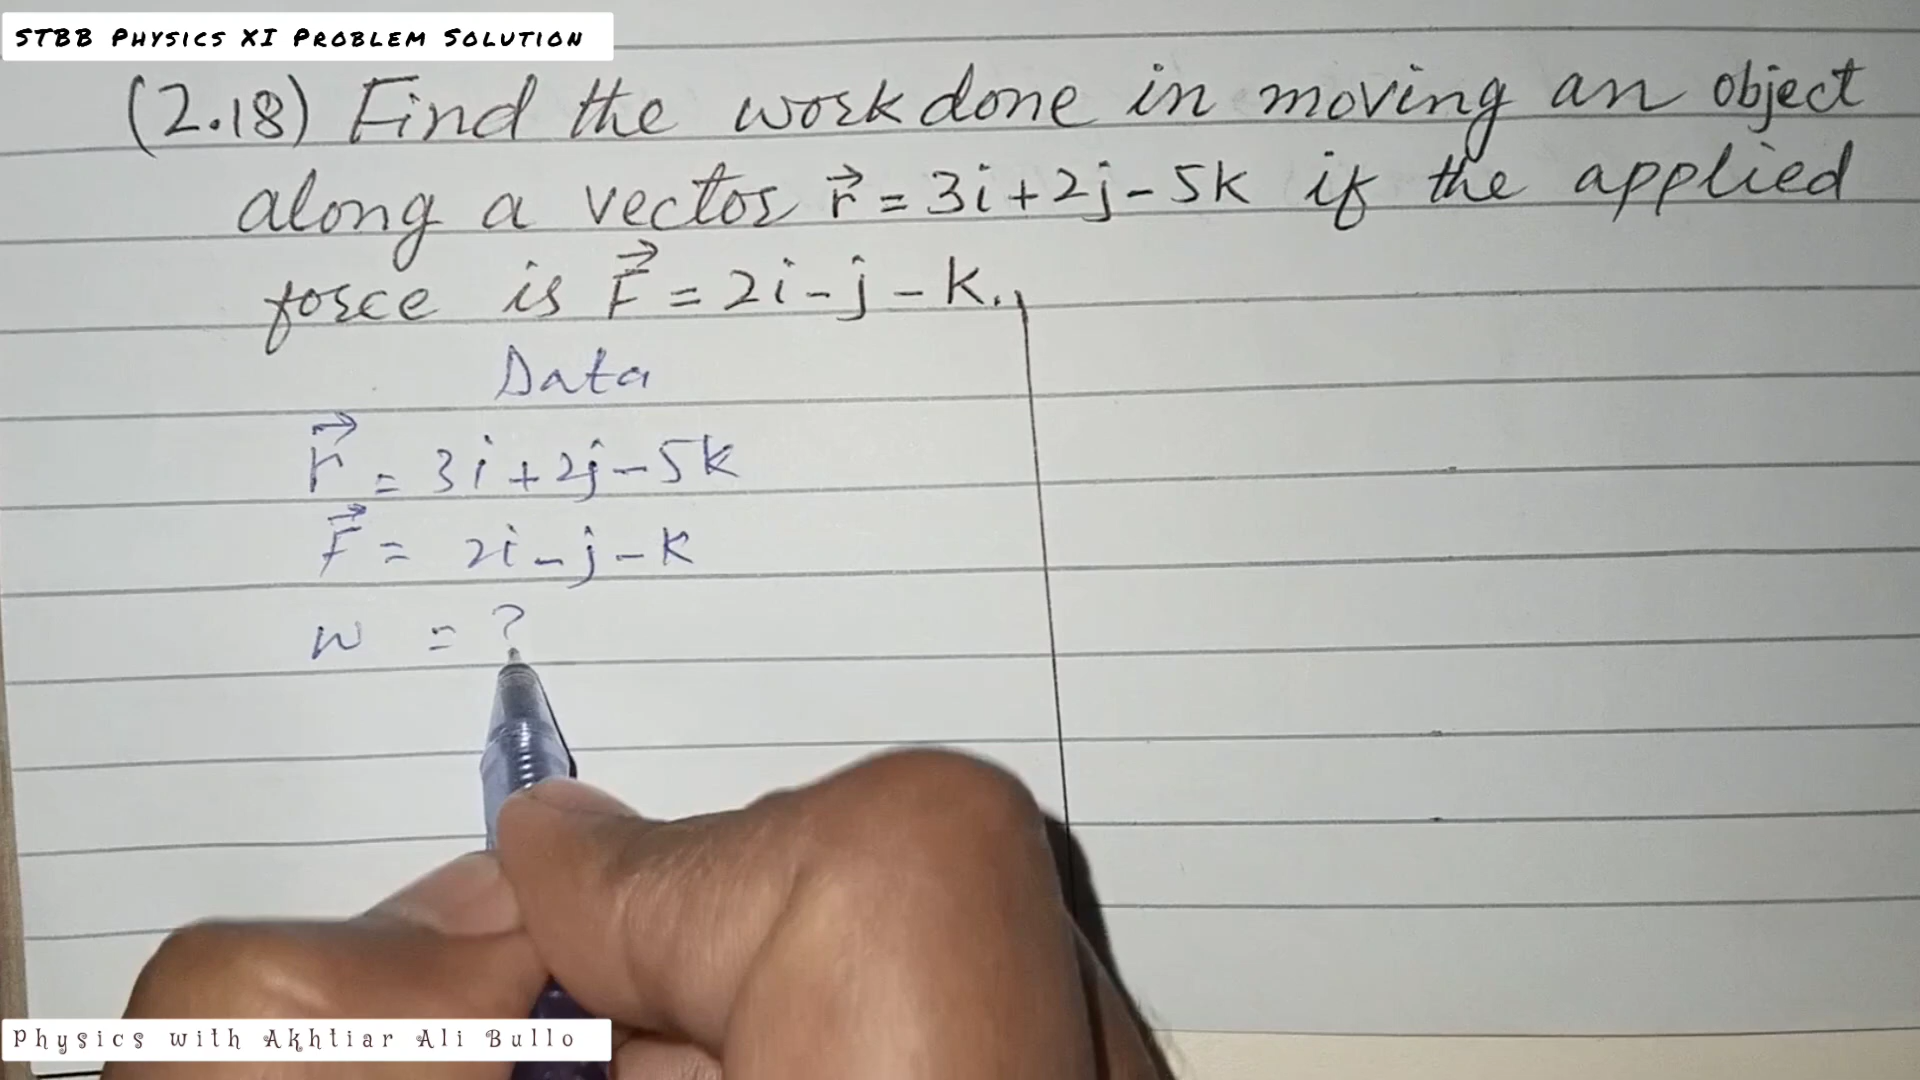 STBB Physics XI Problem Solution
(2.18) Find the work done in moving an object
along a vector r⃗ = 3i + 2j - 5k if the applied
force is F⃗ = 2i - j - k.
Data
r⃗ = 3i + 2j - 5k
F⃗ = 2i - j - k
W = ?
Physics with Akhtiar Ali Bullo